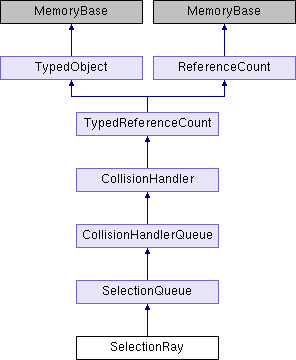 MemoryBase
MemoryBase
TypedObject
ReferenceCount
TypedReferenceCount
CollisionHandler
CollisionHandlerQueue
SelectionQueue
SelectionRay